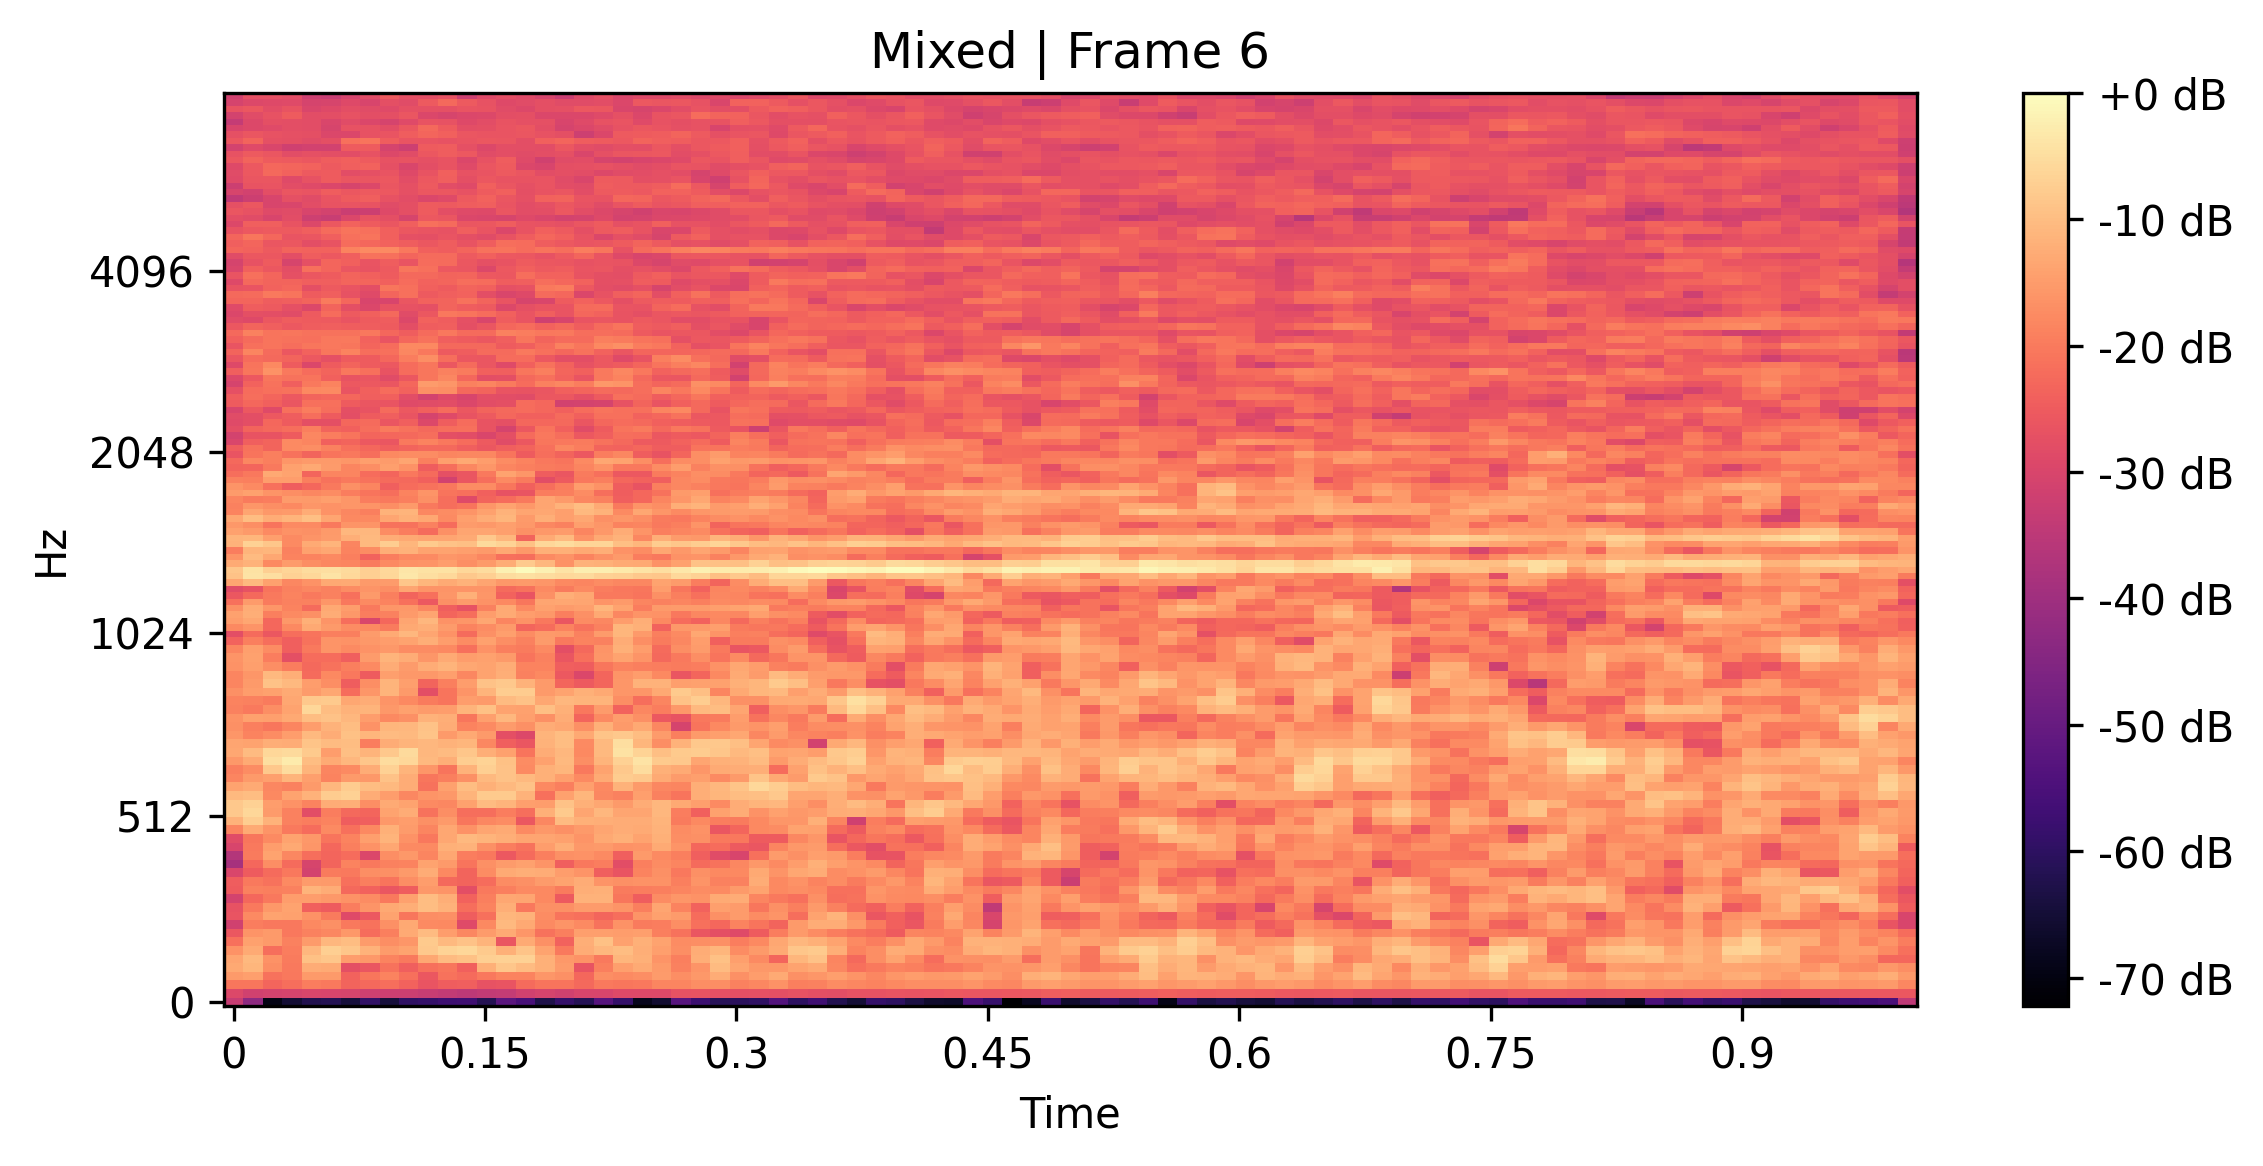 Mixed | Frame 6
+0 dB
-10 dB
-20 dB
-30 dB
-40 dB
-50 dB
-60 dB
-70 dB
Hz
4096
2048
1024
512
0
0 0.15 0.3 0.45 0.6 0.75 0.9
Time